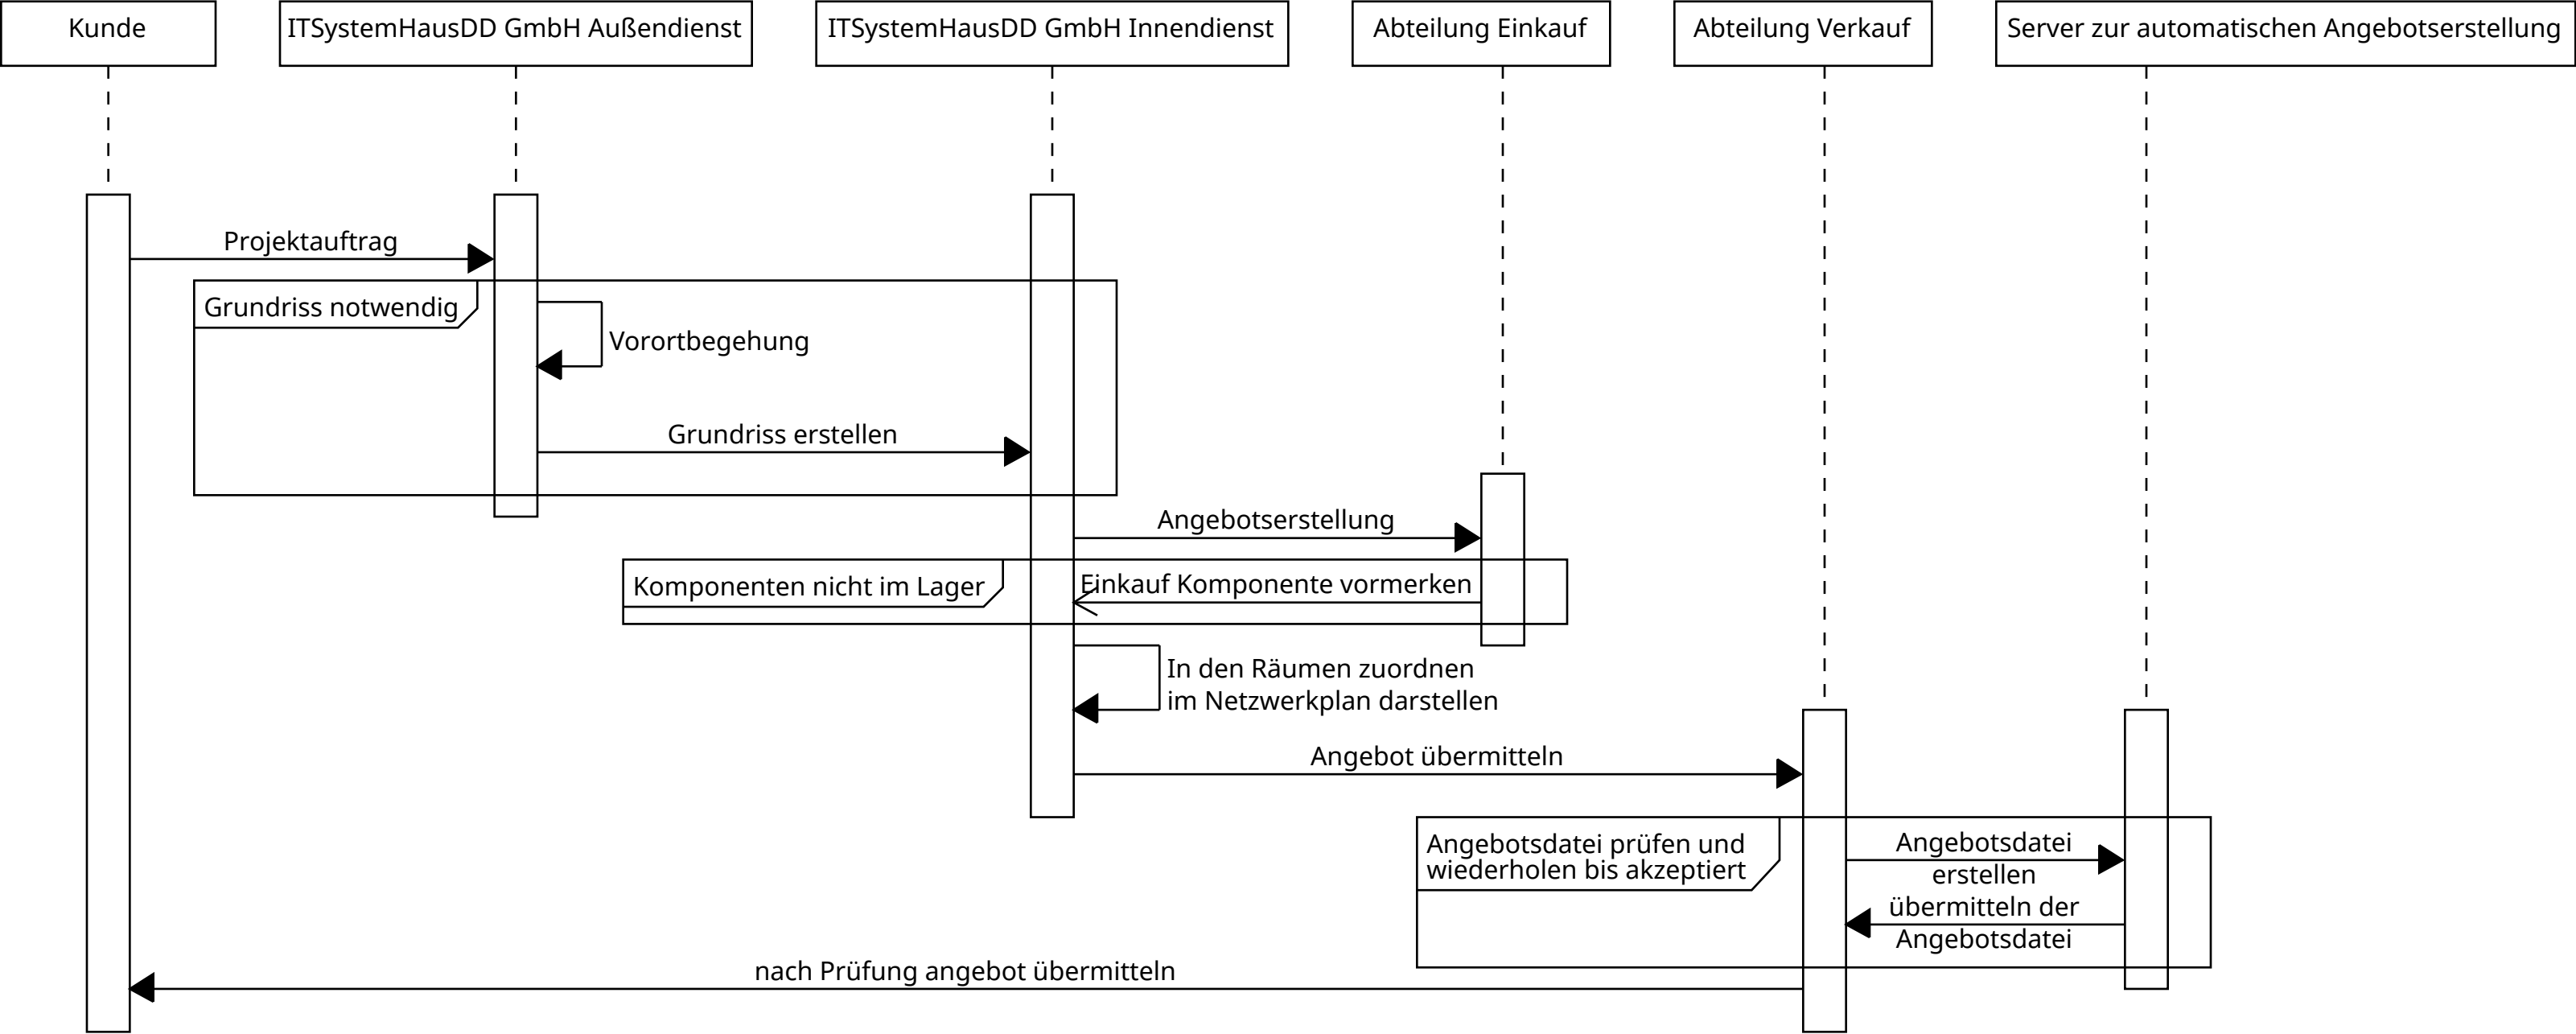 Kunde
ITSystemHausDD GmbH Außendienst
ITSystemHausDD GmbH Innendienst
Abteilung Einkauf
Abteilung Verkauf
Server zur automatischen Angebotserstellung
Projektauftrag
Grundriss notwendig
Vorortbegehung
Grundriss erstellen
Angebotserstellung
Komponenten nicht im Lager
Einkauf Komponente vormerken
In den Räumen zuordnen
im Netzwerkplan darstellen
Angebot übermitteln
Angebotsdatei prüfen und
wiederholen bis akzeptiert
Angebotsdatei
erstellen
übermitteln der
Angebotsdatei
nach Prüfung angebot übermitteln